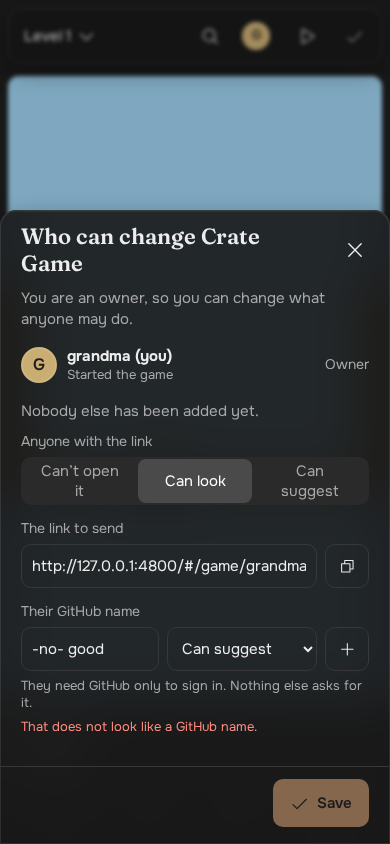 Level 1
G
Who can change Crate
Game
You are an owner, so you can change what
anyone may do.
G
grandma (you)
Started the game
Owner
Nobody else has been added yet.
Anyone with the link
Can’t open
it
Can look
Can
suggest
The link to send
http://127.0.0.1:4800/#/game/grandma
Their GitHub name
-no- good
Can suggest
They need GitHub only to sign in. Nothing else asks for
it.
That does not look like a GitHub name.
Save